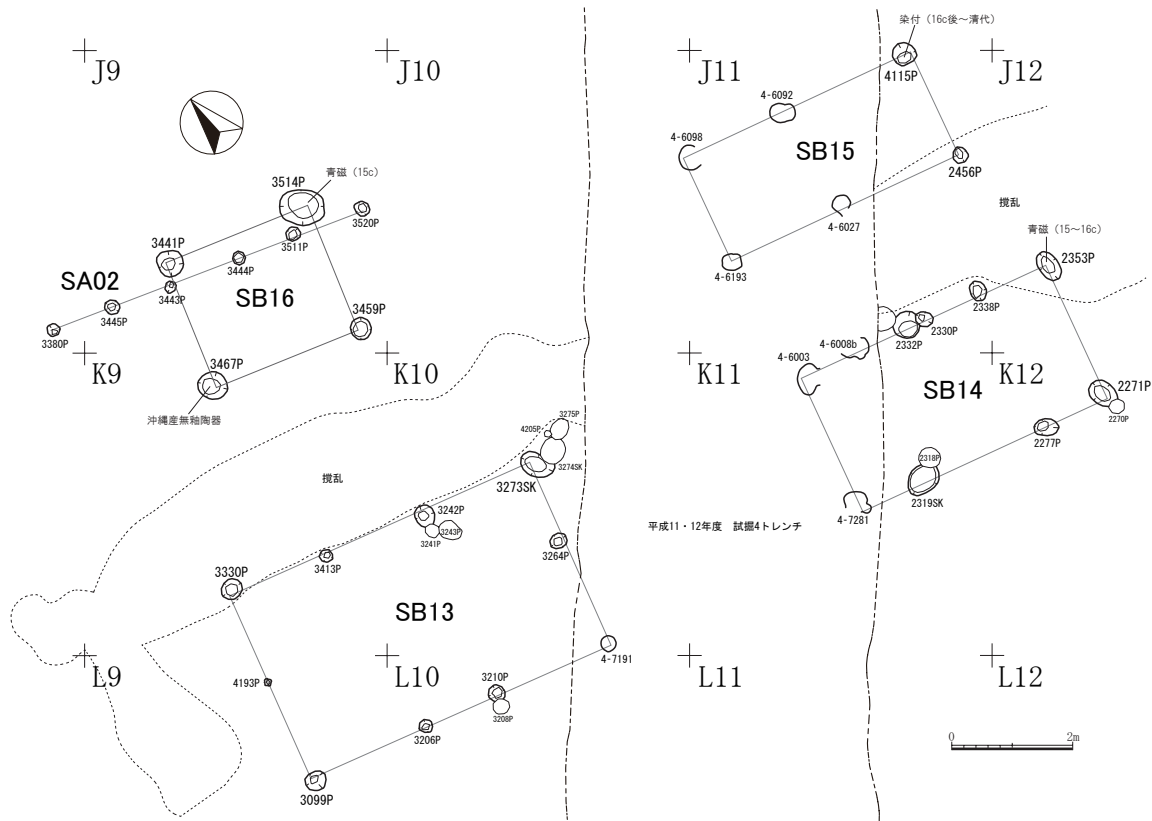 染付（16c後～清代）
J9
J10
J11
J12
4115P
4-6092
4-6098
SB15
2456P
4-6027
4-6193
撹乱
3514P
青磁（15c）
3520P
3511P
3441P
3444P
SA02
3443P
SB16
3445P
3380P
3459P
3467P
沖縄産無釉陶器
K9
K10
K11
K12
青磁（15～16c）
2353P
2338P
2330P
2332P
4-6008b
4-6003
SB14
2271P
2270P
2277P
2318P
2319SK
4-7281
平成11・12年度　試掘4トレンチ
撹乱
3275P
4205P
3274SK
3273SK
3242P
3241P
3243P
3264P
3413P
3330P
SB13
4-7191
4193P
3210P
3208P
3206P
3099P
L9
L10
L11
L12
0
2m